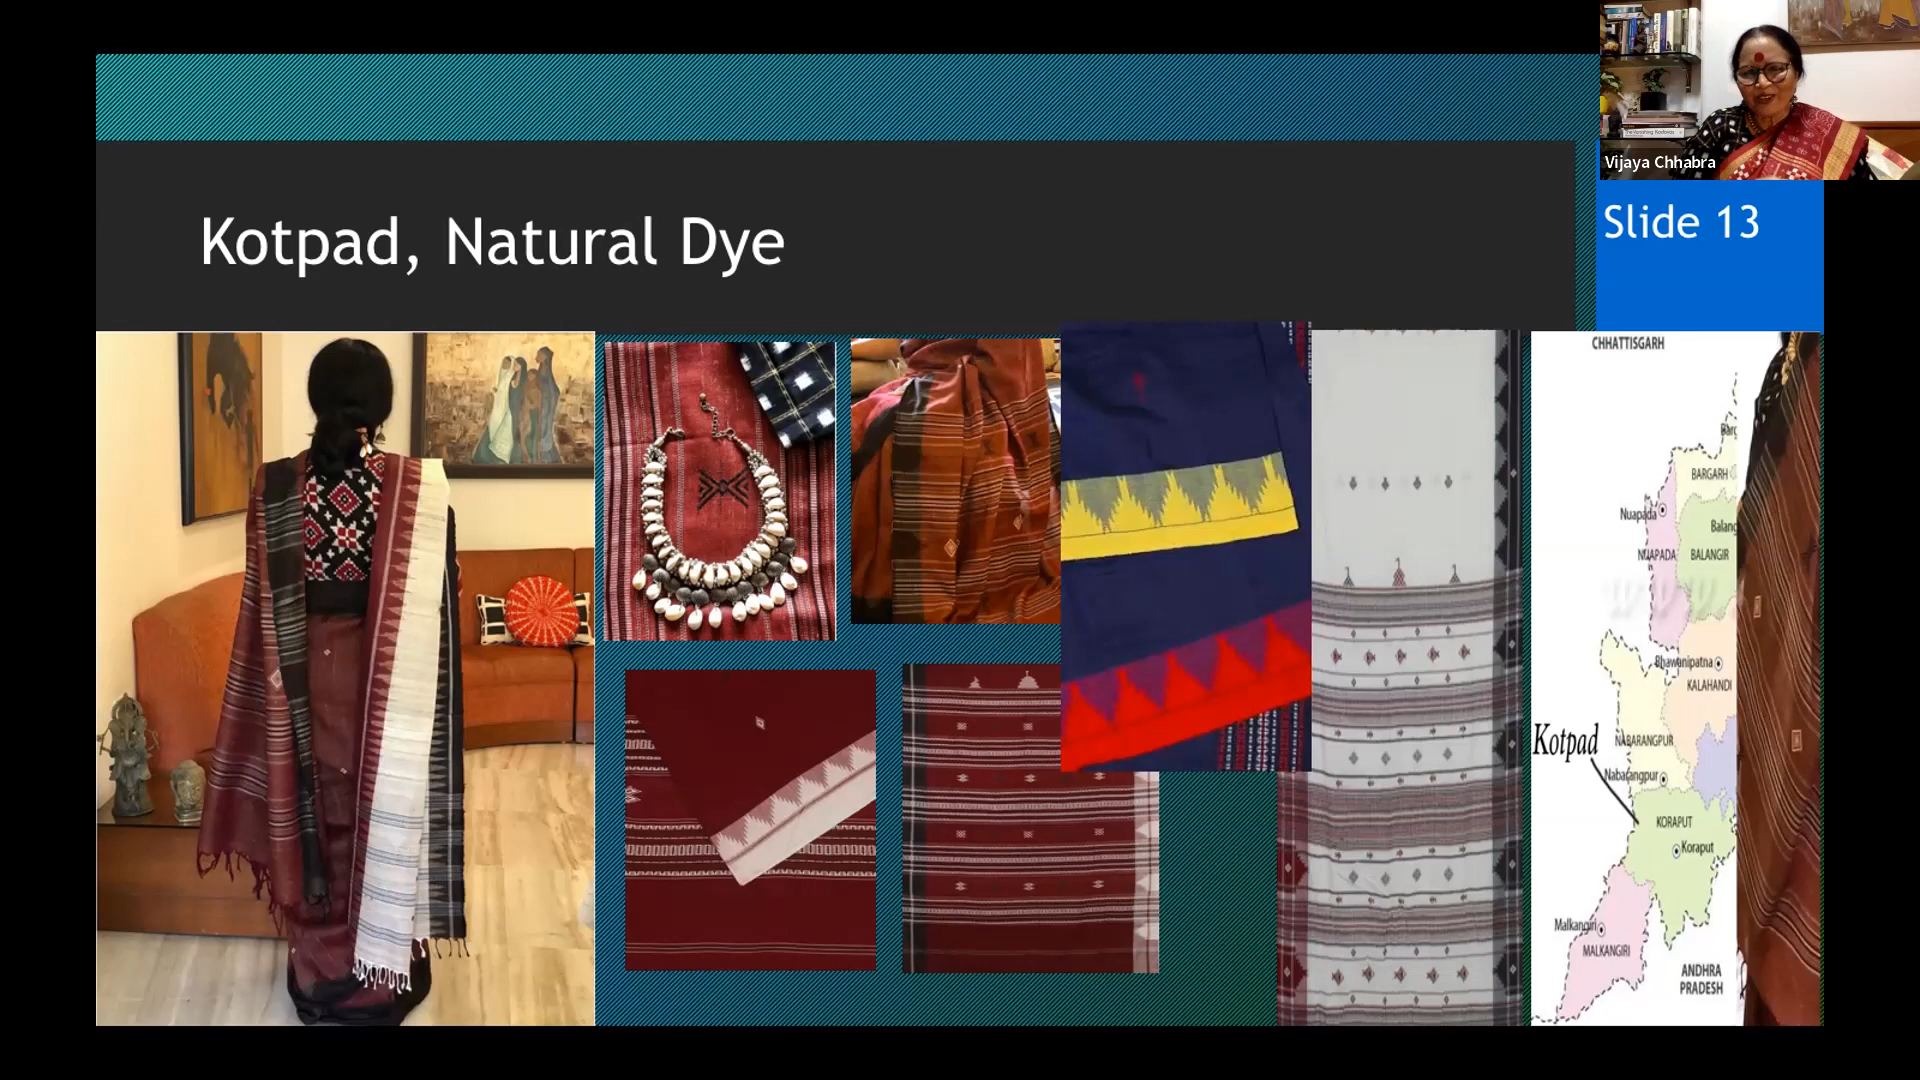 Vijaya Chhabra
Kotpad, Natural Dye
Slide 13
CHHATTISGARH
BARGARH
Nuapada
Balang
NUAPADA
BALANGIR
Bhawanipatna
KALAHANDI
Kotpad
NABARANGPUR
Nabarangpur
KORAPUT
Koraput
Malkangiri
MALKANGIRI
ANDHRA
PRADESH